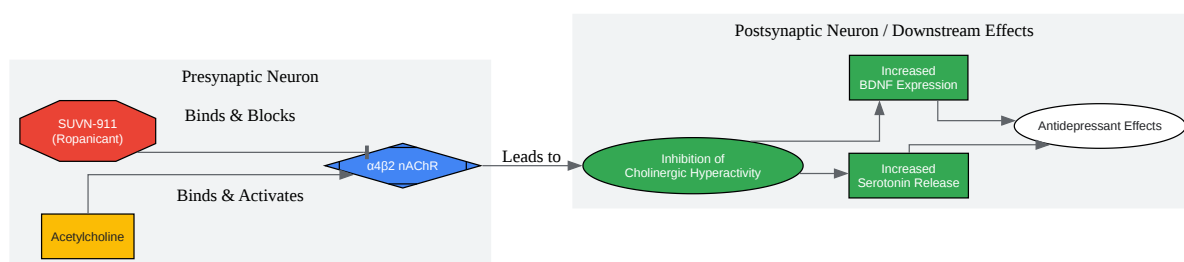 Presynaptic Neuron
SUVN-911
(Ropanicant)
Binds & Blocks
α4β2 nAChR
Binds & Activates
Acetylcholine
Leads to
Postsynaptic Neuron / Downstream Effects
Inhibition of
Cholinergic Hyperactivity
Increased
BDNF Expression
Increased
Serotonin Release
Antidepressant Effects